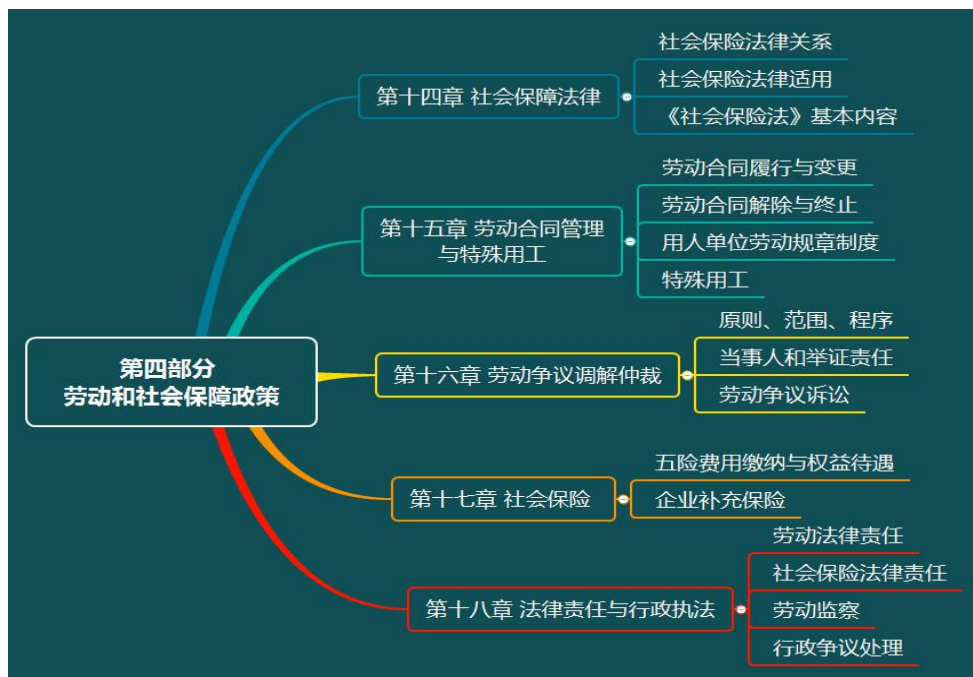 第四部分
劳动和社会保障政策
第十四章 社会保障法律
社会保险法律关系
社会保险法律适用
《社会保险法》基本内容
第十五章 劳动合同管理
与特殊用工
劳动合同履行与变更
劳动合同解除与终止
用人单位劳动规章制度
特殊用工
第十六章 劳动争议调解仲裁
原则、范围、程序
当事人和举证责任
劳动争议诉讼
第十七章 社会保险
五险费用缴纳与权益待遇
企业补充保险
第十八章 法律责任与行政执法
劳动法律责任
社会保险法律责任
劳动监察
行政争议处理